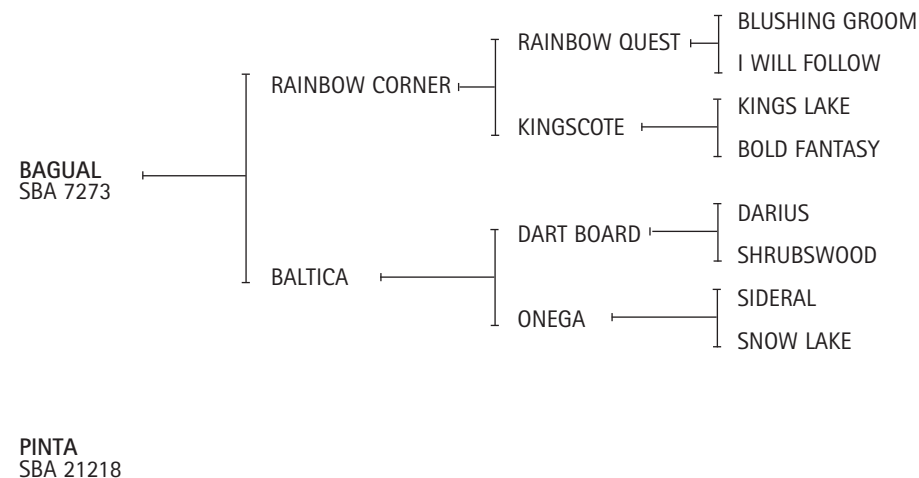 BLUSHING GROOM
RAINBOW QUEST
I WILL FOLLOW
RAINBOW CORNER
KINGS LAKE
KINGSCOTE
BOLD FANTASY
BAGUAL
SBA 7273
DARIUS
DART BOARD
SHRUBSWOOD
BALTICA
SIDERAL
ONEGA
SNOW LAKE
PINTA
SBA 21218